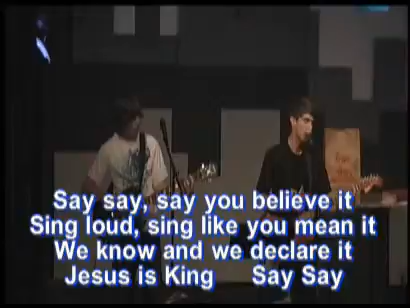 Say say, say you believe it
Sing loud, sing like you mean it
We know and we declare it
Jesus is King Say Say